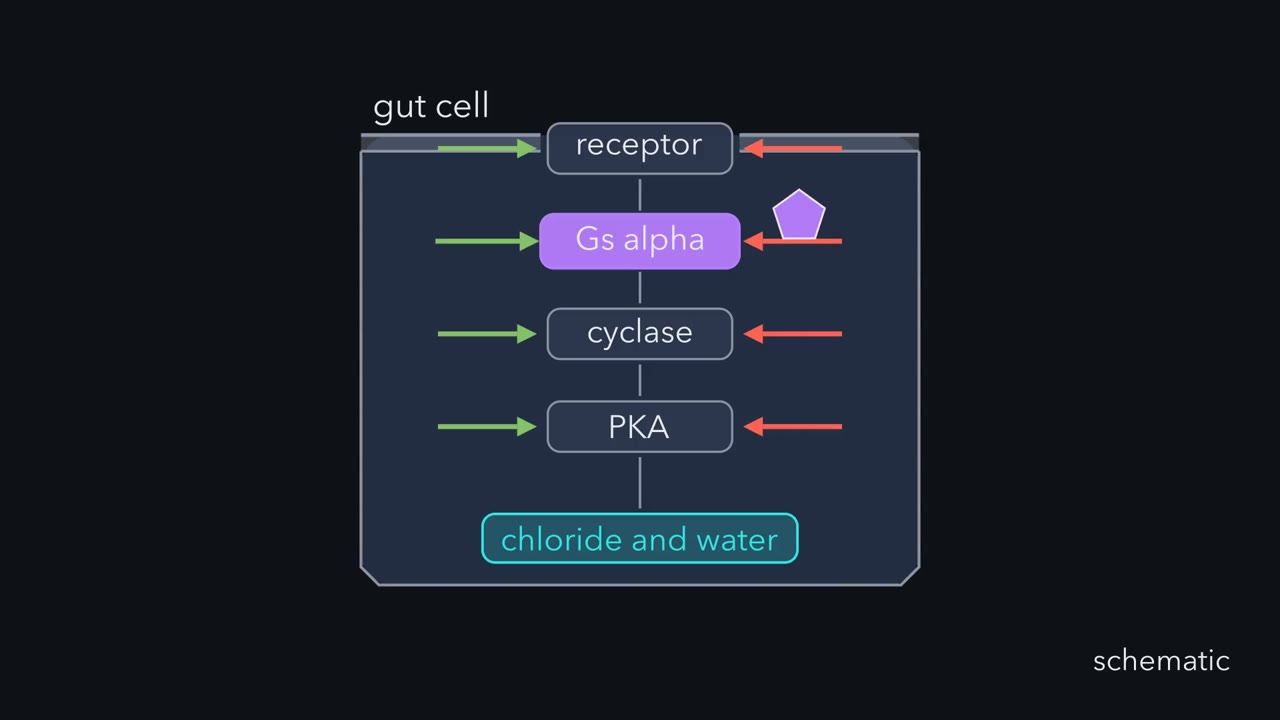 gut cell
receptor
Gs alpha
cyclase
PKA
chloride and water
schematic